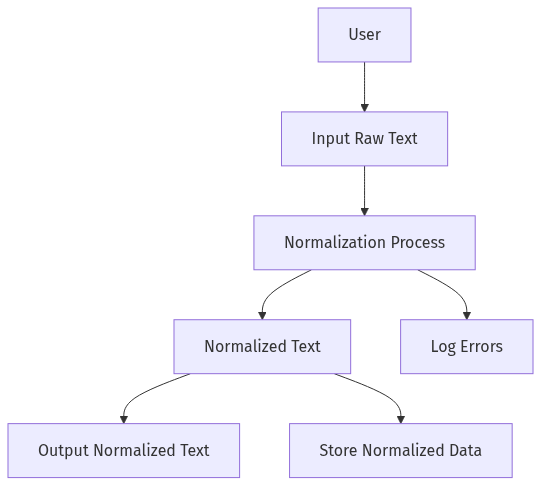 User
Input Raw Text
Normalization Process
Normalized Text
Log Errors
Output Normalized Text
Store Normalized Data